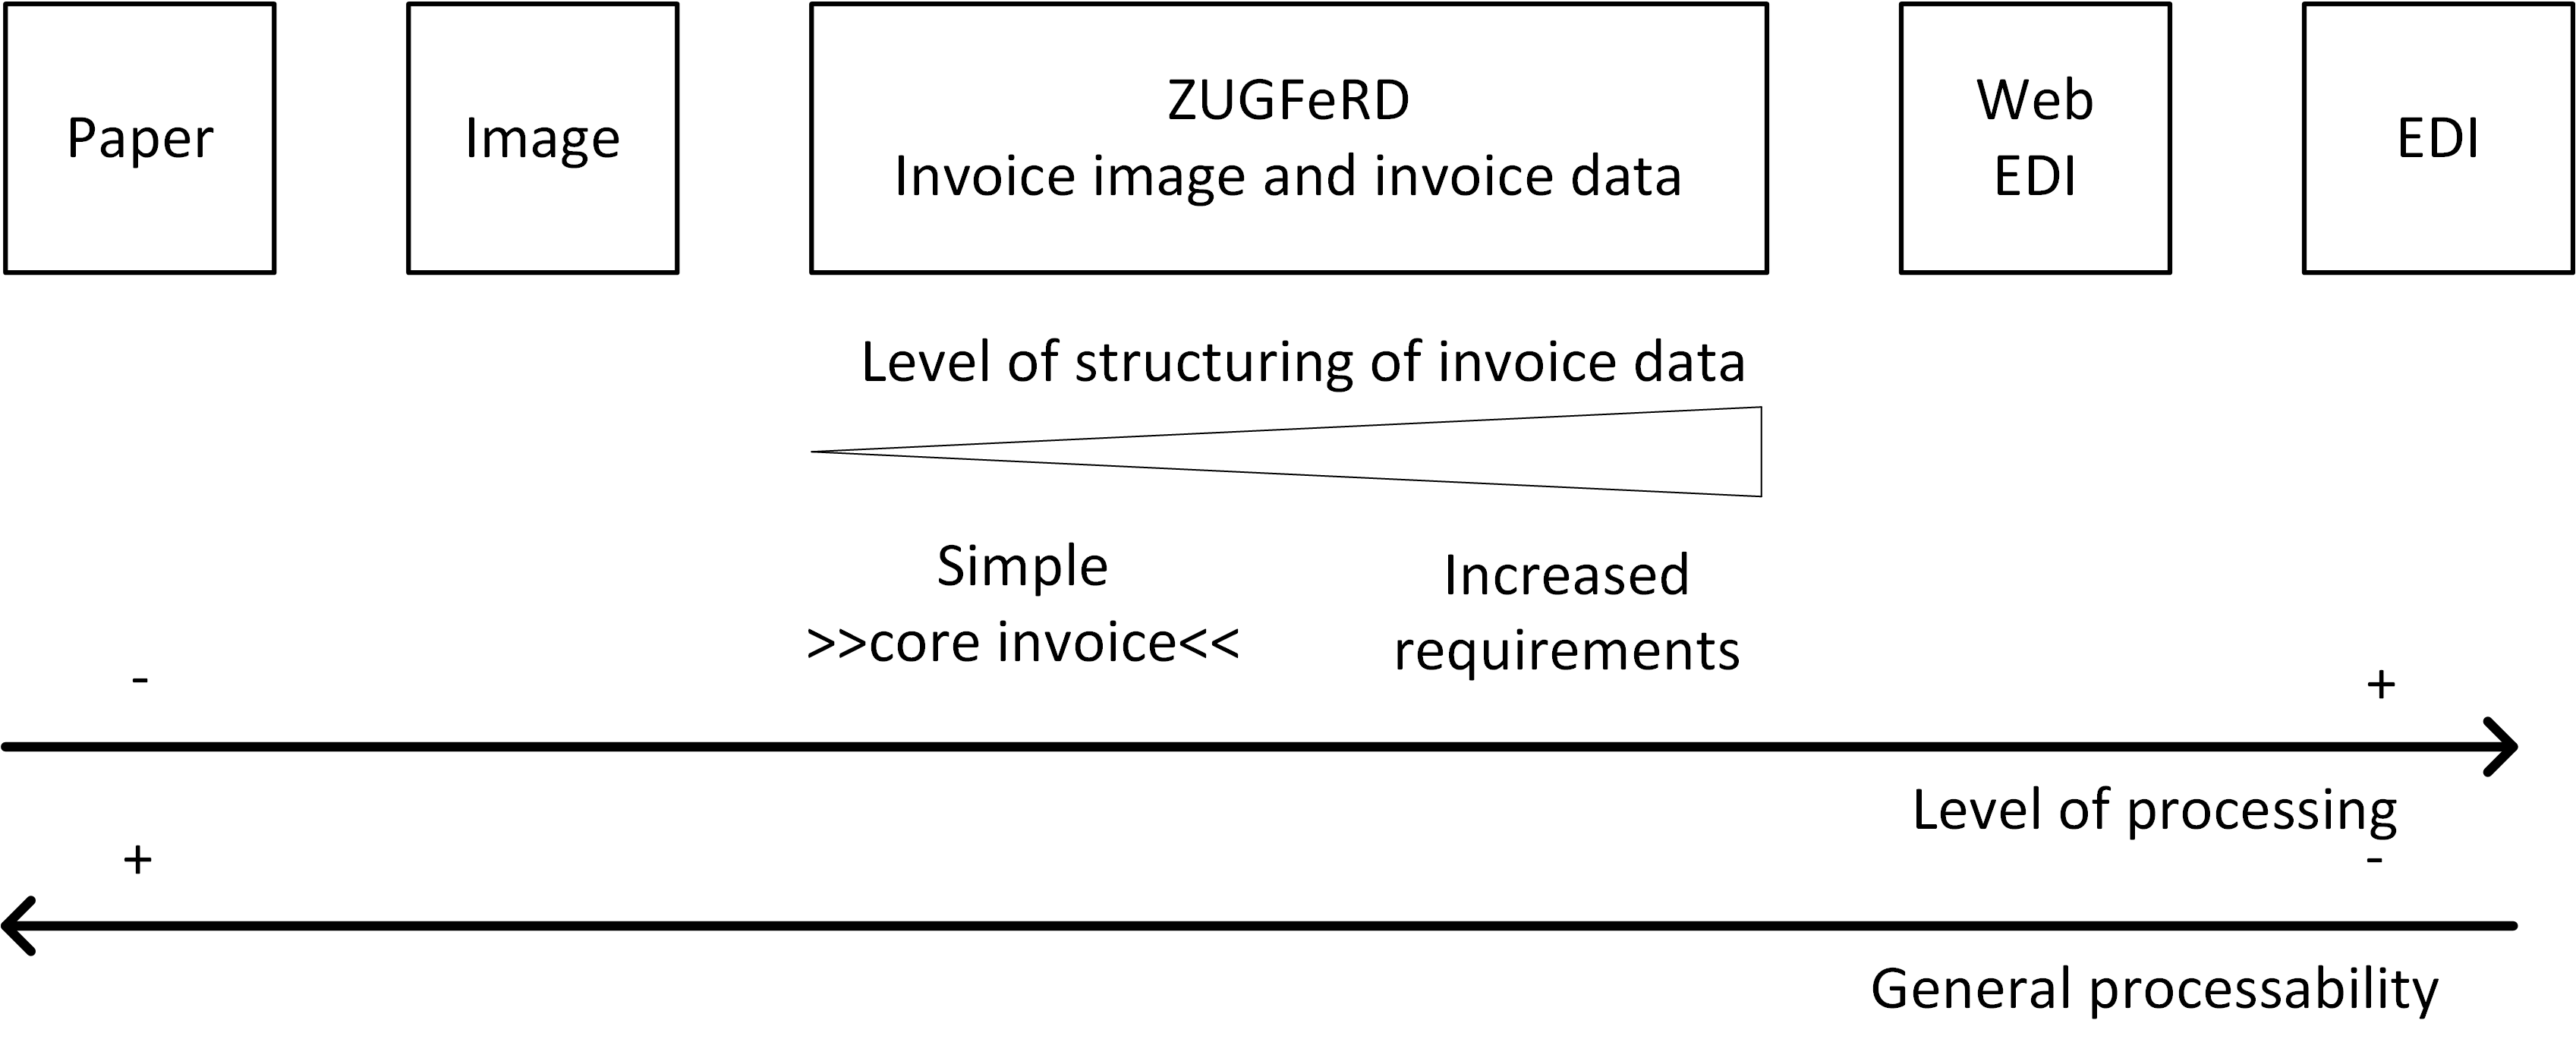 Paper
Image
ZUGFeRD
Invoice image and invoice data
Web
EDI
EDI
Level of structuring of invoice data
Simple
>>core invoice<<
Increased
requirements
-
+
Level of processing
+
-
General processability